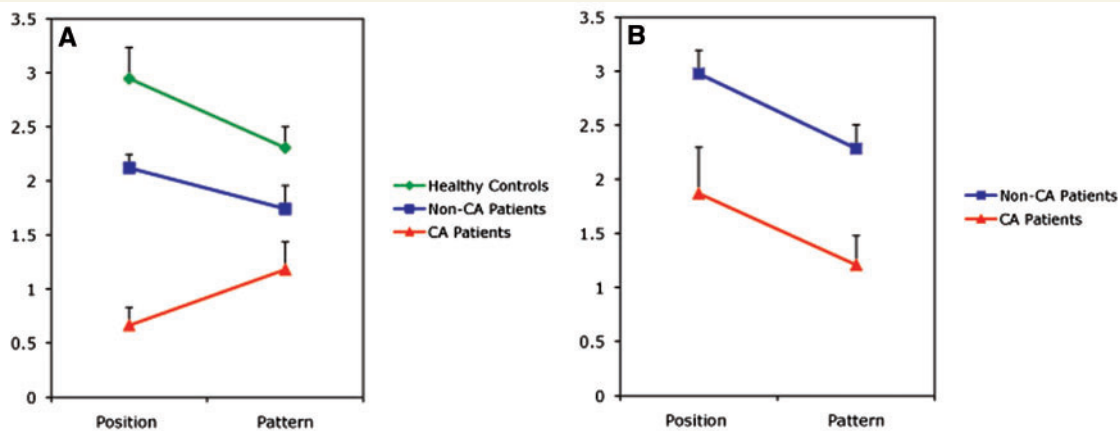 A
3.5
3
2.5
2
1.5
1
0.5
0
Position Pattern
Healthy Controls
Non-CA Patients
CA Patients
B
3.5
3
2.5
2
1.5
1
0.5
0
Position Pattern
Non-CA Patients
CA Patients